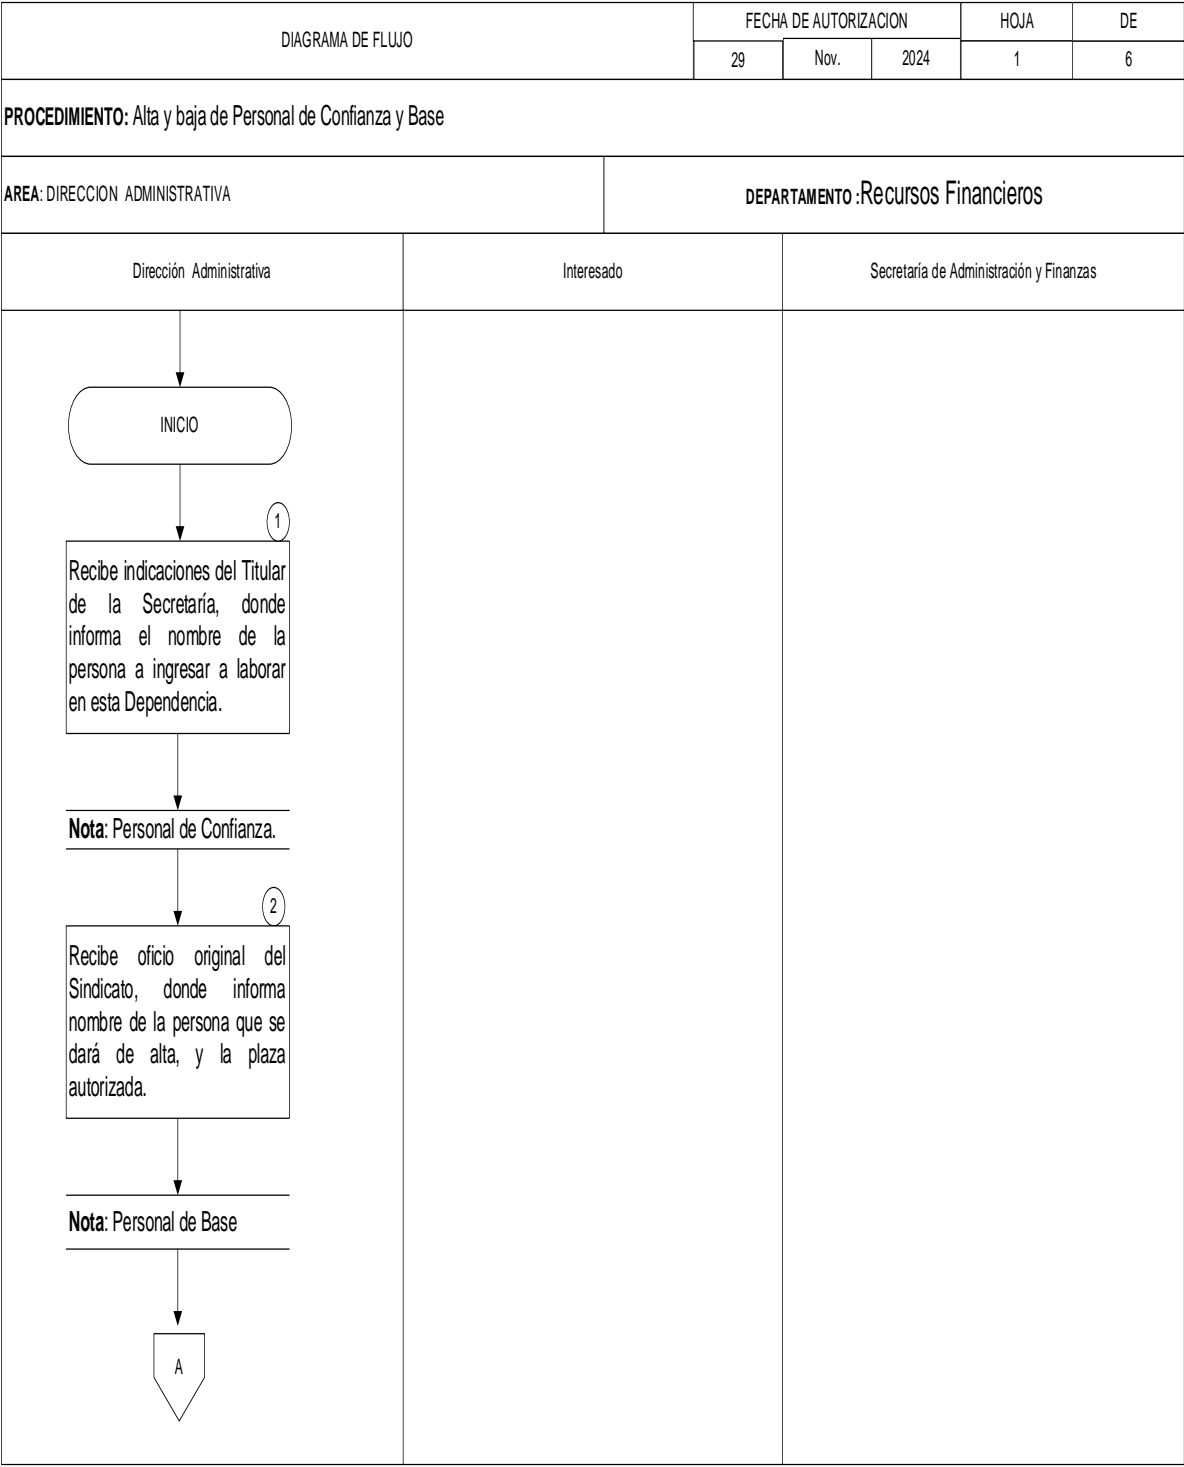 DIAGRAMA DE FLUJO
FECHA DE AUTORIZACION
HOJA
DE
29
Nov.
2024
1
6
PROCEDIMIENTO: Alta y baja de Personal de Confianza y Base
AREA: DIRECCION ADMINISTRATIVA
DEPARTAMENTO :Recursos Financieros
Dirección Administrativa
Interesado
Secretaría de Administración y Finanzas
INICIO
1
Recibe indicaciones del Titular
de la Secretaría, donde
informa el nombre de la
persona a ingresar a laborar
en esta Dependencia.
Nota: Personal de Confianza.
2
Recibe oficio original del
Sindicato, donde informa
nombre de la persona que se
dará de alta, y la plaza
autorizada.
Nota: Personal de Base
A